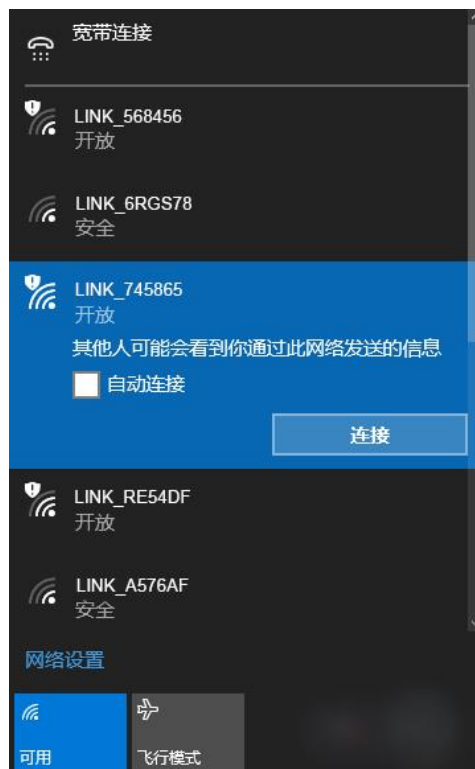 宽带连接
LINK_568456
开放
LINK_6RGS78
安全
LINK_745865
开放
其他人可能会看到你通过此网络发送的信息
自动连接
连接
LINK_RE54DF
开放
LINK_A576AF
安全
网络设置
可用
飞行模式